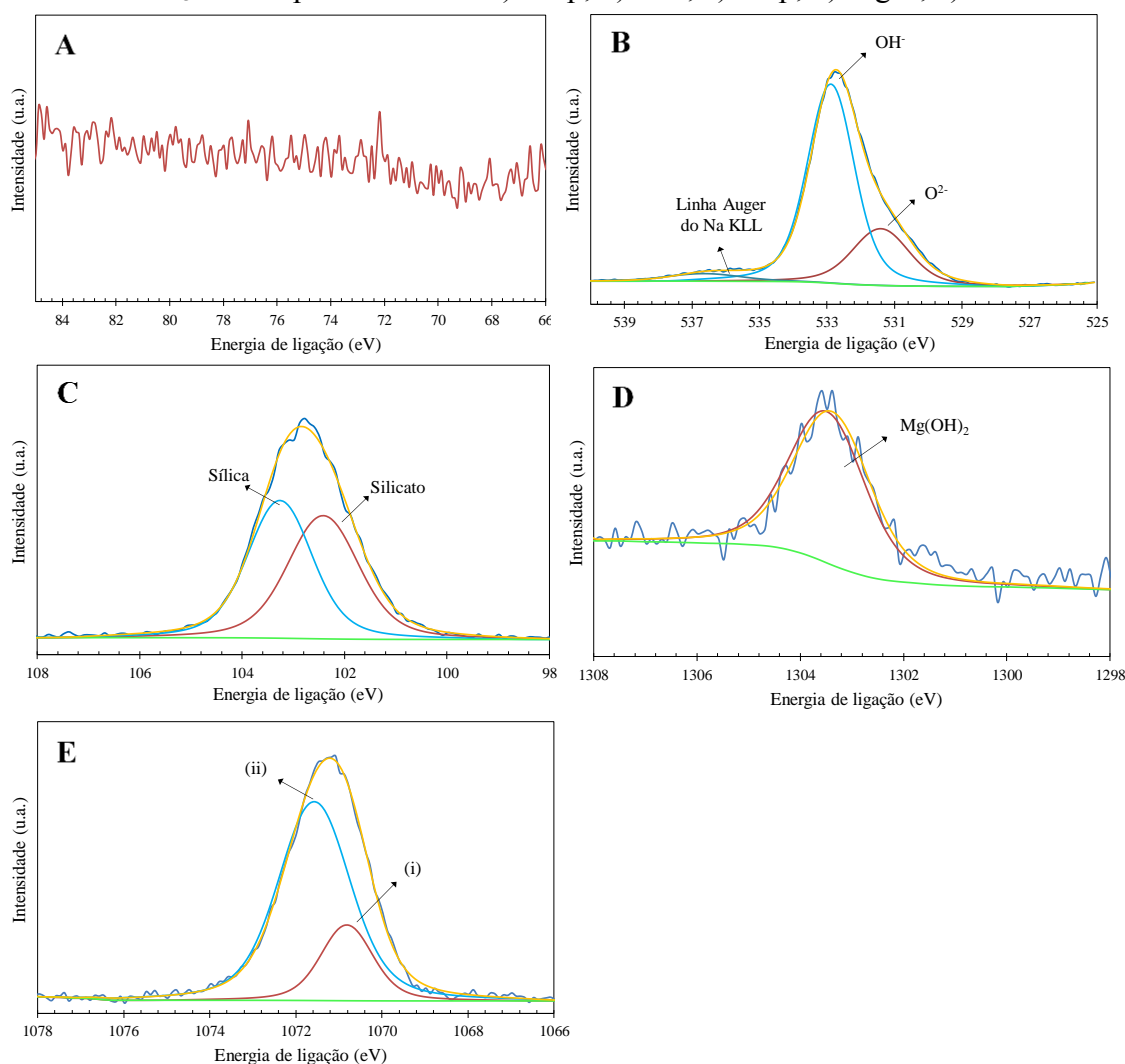 A
Intensidade (u.a.)
84 82 80 78 76 74 72 70 68 66
Energia de ligação (eV)
B
Intensidade (u.a.)
OH-
O2-
Linha Auger
do Na KLL
539 537 535 533 531 529 527 525
Energia de ligação (eV)
C
Intensidade (u.a.)
Sílica
Silicato
108 106 104 102 100 98
Energia de ligação (eV)
D
Intensidade (u.a.)
Mg(OH)2
1308 1306 1304 1302 1300 1298
Energia de ligação (eV)
E
Intensidade (u.a.)
(ii)
(i)
1078 1076 1074 1072 1070 1068 1066
Energia de ligação (eV)